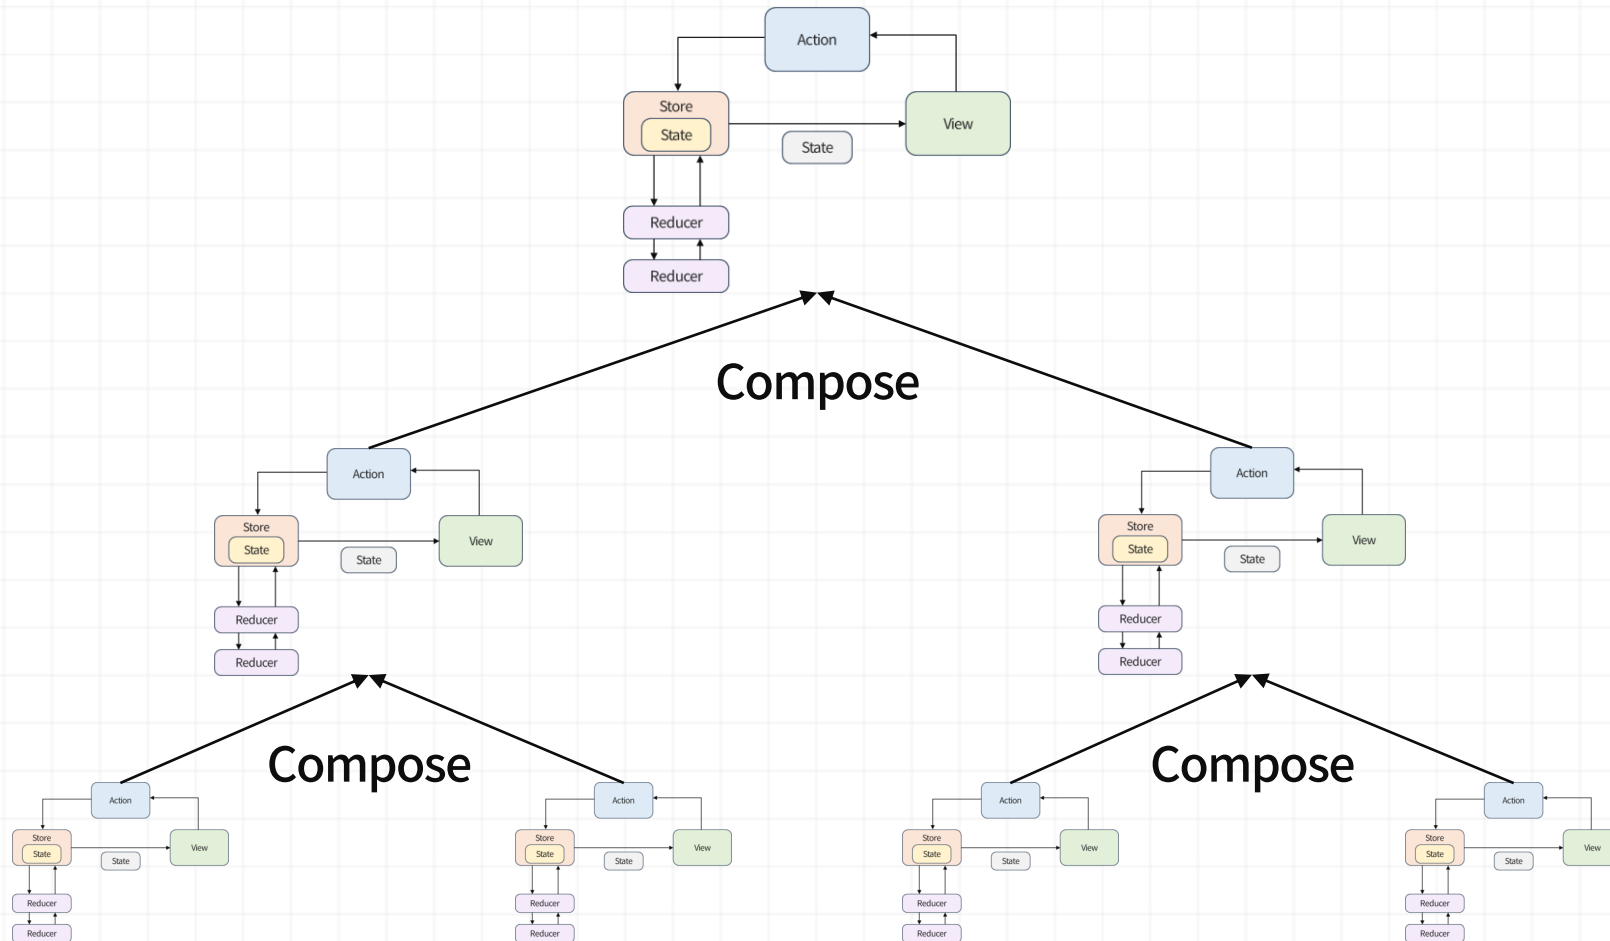 Action
Store
State
State
View
Reducer
Reducer
Compose
Action
Store
State
State
View
Reducer
Reducer
Action
Store
State
State
View
Reducer
Reducer
Compose
Compose
Action
Store
State
State
View
Reducer
Reducer
Action
Store
State
State
View
Reducer
Reducer
Action
Store
State
State
View
Reducer
Reducer
Action
Store
State
State
View
Reducer
Reducer